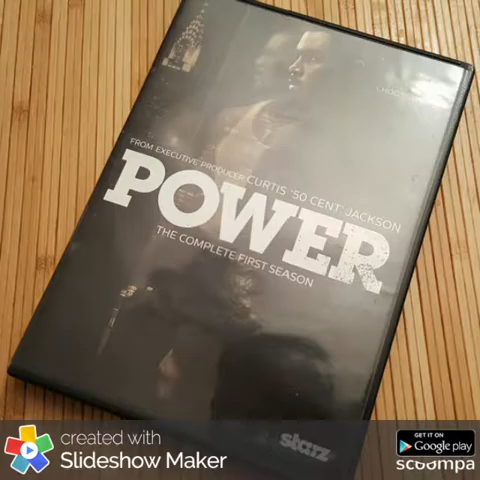 CHOO
FROM EXECUTIVE PRODUCER CURTIS '50 CENT' JACKSON
POWER
THE COMPLETE FIRST SEASON
starz
created with
Slideshow Maker
GET IT ON
Google play
scoompa